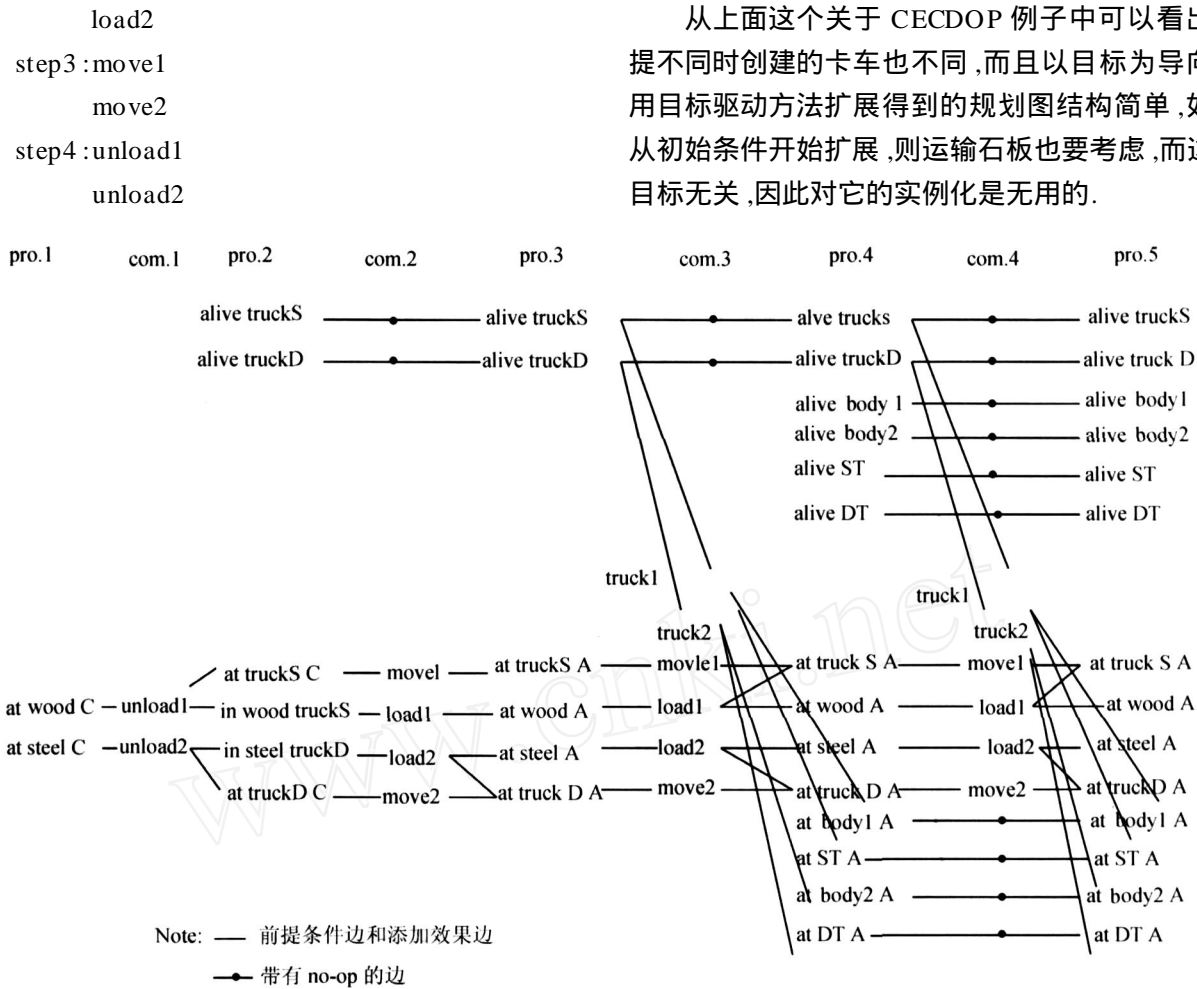 load2
step3 :move1
move2
step4 :unload1
unload2
从上面这个关于 CECDOP 例子中可以看出
提不同时创建的卡车也不同 ,而且以目标为导向
用目标驱动方法扩展得到的规划图结构简单 ,如
从初始条件开始扩展 ,则运输石板也要考虑 ,而这
目标无关 ,因此对它的实例化是无用的.
pro.1 com.1 pro.2 com.2 pro.3 com.3 pro.4 com.4 pro.5
alive truckS alive truckS alve trucks alive truckS
alive truckD alive truckD alive truckD alive truck D
alive body 1 alive body1
alive body2 alive body2
alive ST alive ST
alive DT alive DT
truck1 truck1
truck2 truck2
at truckS C move1 at truckS A movle1 at truck S A move1 at truck S A
at wood C unload1 in wood truckS load1 at wood A load1 at wood A load1 at wood A
at steel C unload2 in steel truckD load2 at steel A load2 at steel A load2 at steel A
at truckD C move2 at truck D A move2 at truck D A move2 at truckD A
at body1 A at body1 A
at ST A at ST A
at body2 A at body2 A
at DT A at DT A
Note: 前提条件边和添加效果边
带有 no-op 的边
www.cnki.net